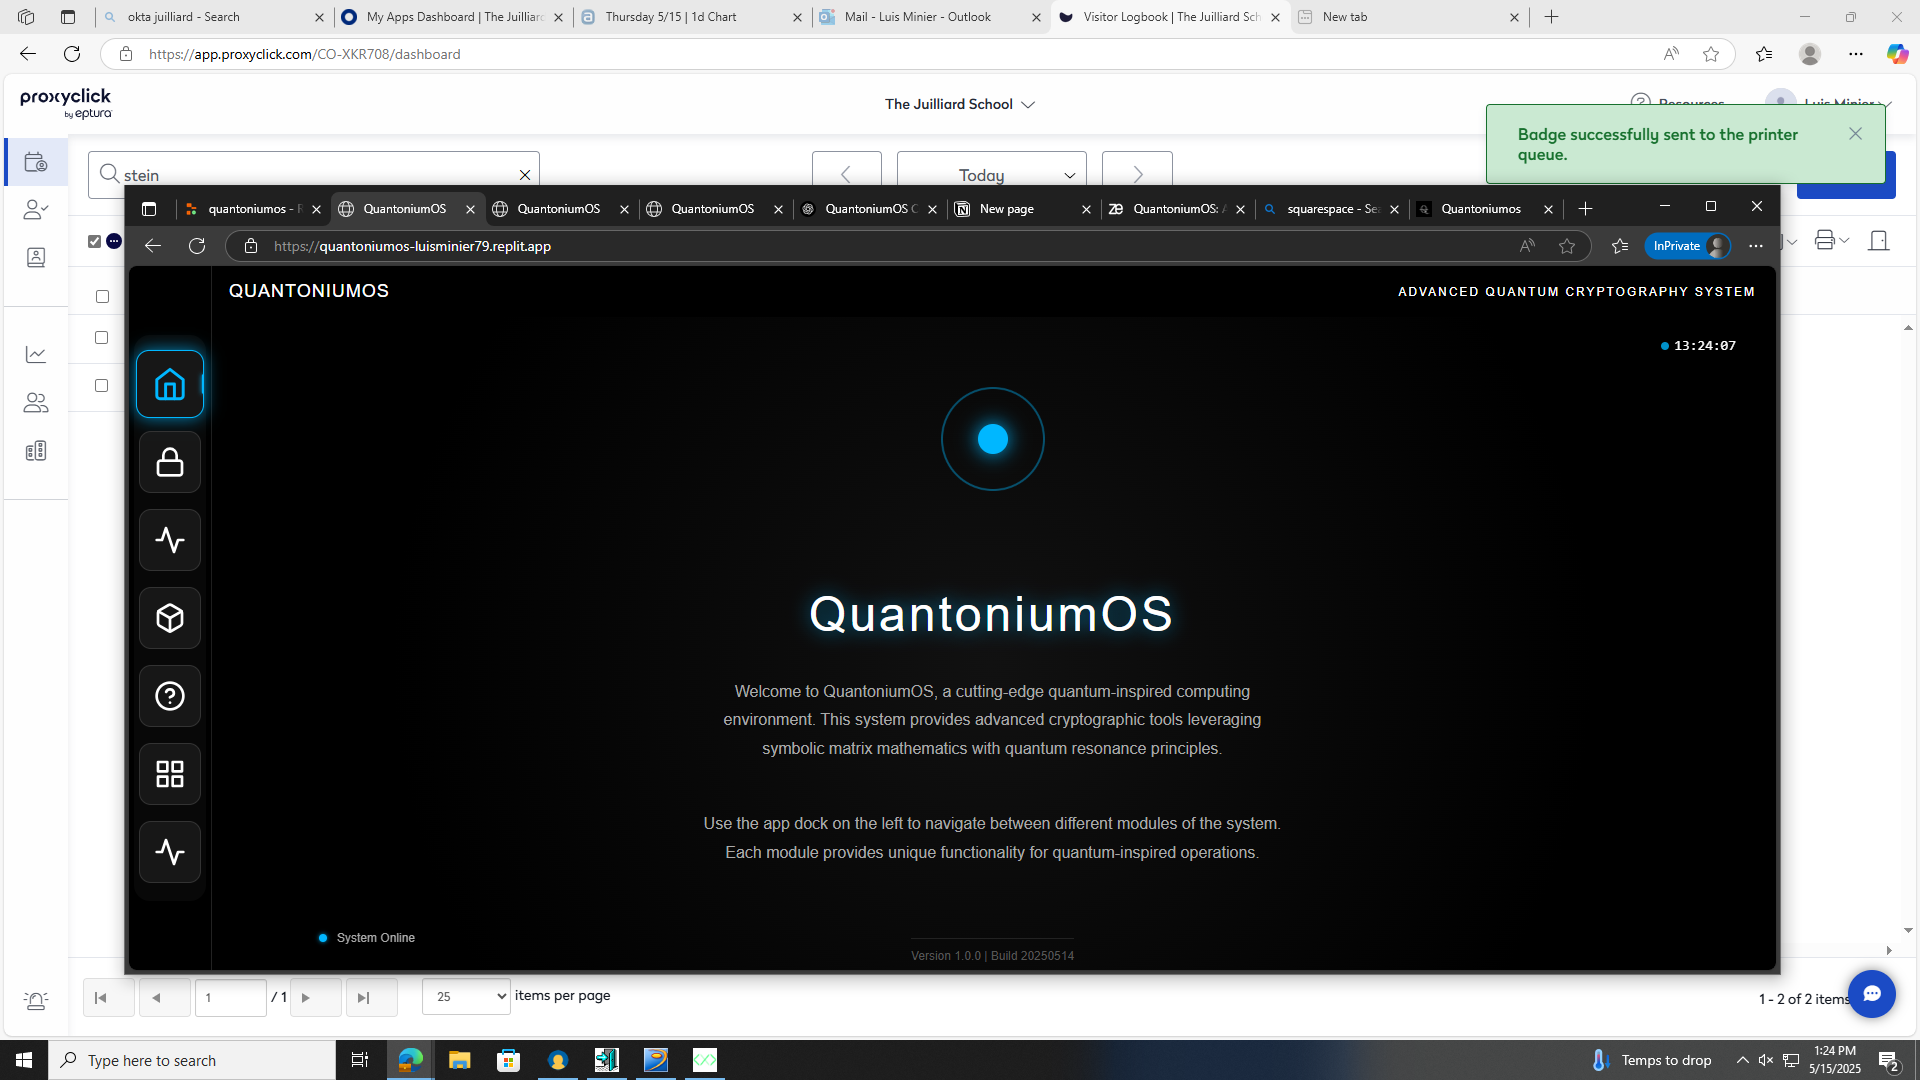 okta juilliard - Search
My Apps Dashboard | The Juilliard
Thursday 5/15 | 1d Chart
Mail - Luis Minier - Outlook
Visitor Logbook | The Juilliard Sch
New tab
https://app.proxyclick.com/CO-XKR708/dashboard
proxyclick
by eptura
The Juilliard School
Resources
Luis Minier
Badge successfully sent to the printer
queue.
stein
Today
quantoniumos - R
QuantoniumOS
QuantoniumOS
QuantoniumOS
QuantoniumOS C
New page
QuantoniumOS: A
squarespace - Sea
Quantoniumos
https://quantoniumos-luisminier79.replit.app
InPrivate
QUANTONIUMOS
ADVANCED QUANTUM CRYPTOGRAPHY SYSTEM
13:24:07
QuantoniumOS
Welcome to QuantoniumOS, a cutting-edge quantum-inspired computing
environment. This system provides advanced cryptographic tools leveraging
symbolic matrix mathematics with quantum resonance principles.
Use the app dock on the left to navigate between different modules of the system.
Each module provides unique functionality for quantum-inspired operations.
System Online
Version 1.0.0 | Build 20250514
1
/ 1
25
items per page
1 - 2 of 2 items
Type here to search
Temps to drop
1:24 PM
5/15/2025
2